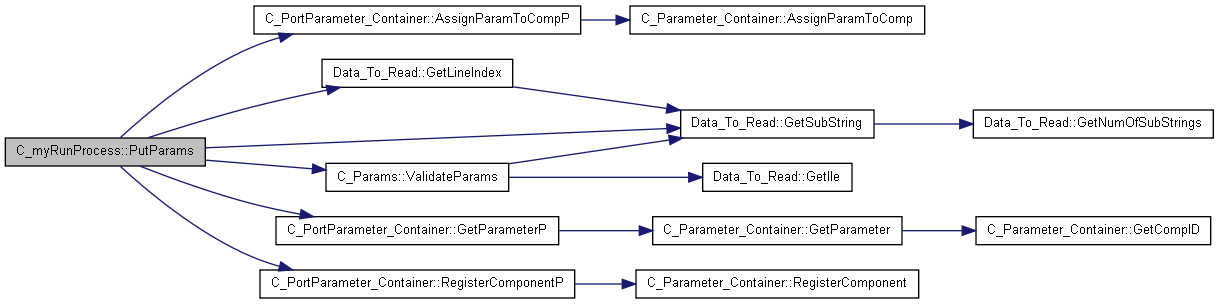 C_PortParameter_Container::AssignParamToCompP
C_Parameter_Container::AssignParamToComp
Data_To_Read::GetLineIndex
Data_To_Read::GetSubString
Data_To_Read::GetNumOfSubStrings
C_myRunProcess::PutParams
C_Params::ValidateParams
Data_To_Read::GetIle
C_PortParameter_Container::GetParameterP
C_Parameter_Container::GetParameter
C_Parameter_Container::GetCompID
C_PortParameter_Container::RegisterComponentP
C_Parameter_Container::RegisterComponent